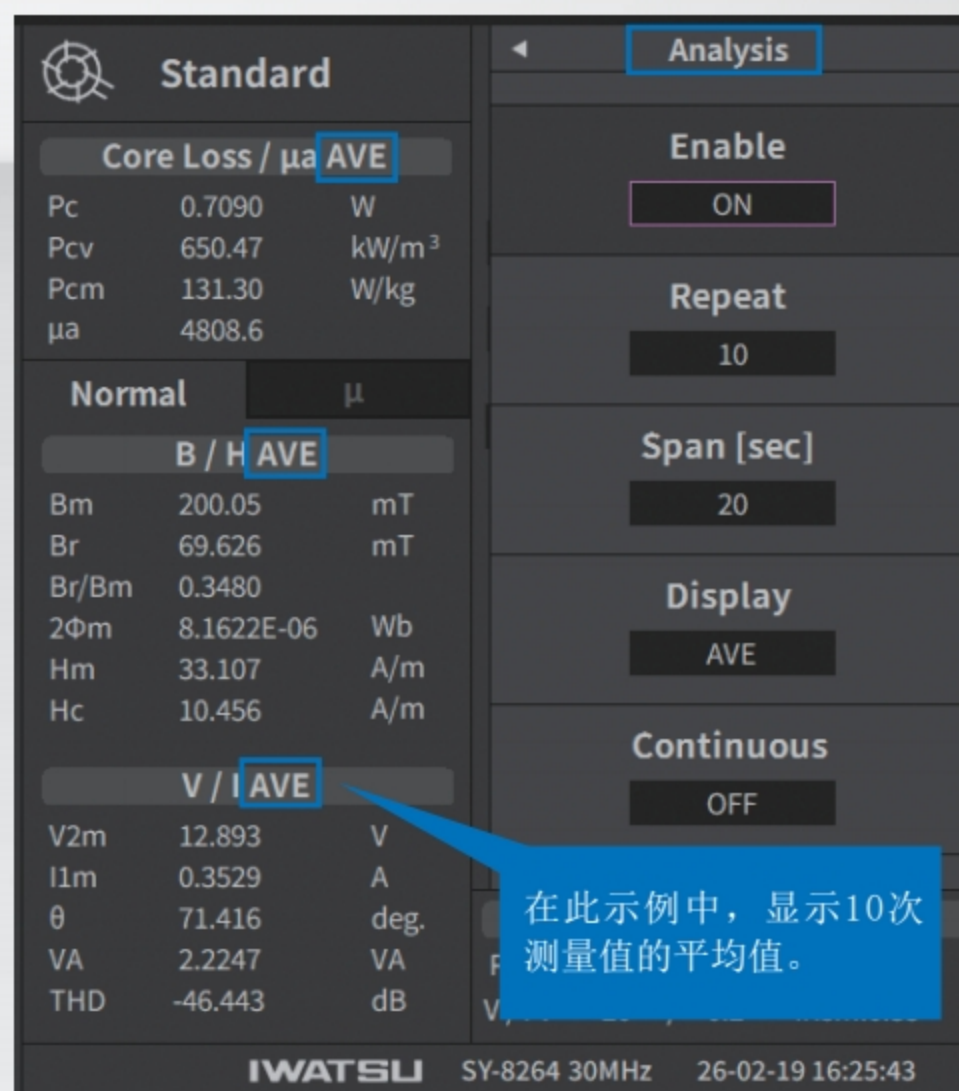 Standard
Core Loss / μa AVE
Pc 0.7090 W
Pcv 650.47 kW/m³
Pcm 131.30 W/kg
μa 4808.6
Normal μ
B / H AVE
Bm 200.05 mT
Br 69.626 mT
Br/Bm 0.3480
2Φm 8.1622E-06 Wb
Hm 33.107 A/m
Hc 10.456 A/m
V / I AVE
V2m 12.893 V
I1m 0.3529 A
θ 71.416 deg.
VA 2.2247 VA
THD -46.443 dB
Analysis
Enable
ON
Repeat
10
Span [sec]
20
Display
AVE
Continuous
OFF
在此示例中，显示10次
测量值的平均值。
IWATSU SY-8264 30MHz 26-02-19 16:25:43